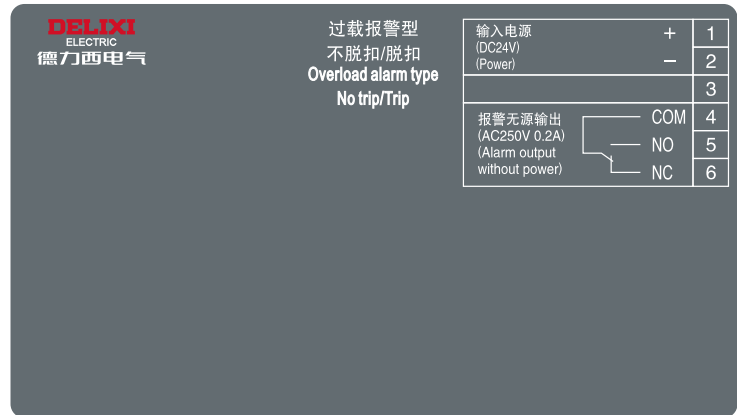 DELIXI
ELECTRIC
德力西电气
过载报警型
不脱扣/脱扣
Overload alarm type
No trip/Trip
输入电源
(DC24V)
(Power)
+ 1
− 2
3
报警无源输出
(AC250V 0.2A)
(Alarm output
without power)
COM 4
NO 5
NC 6